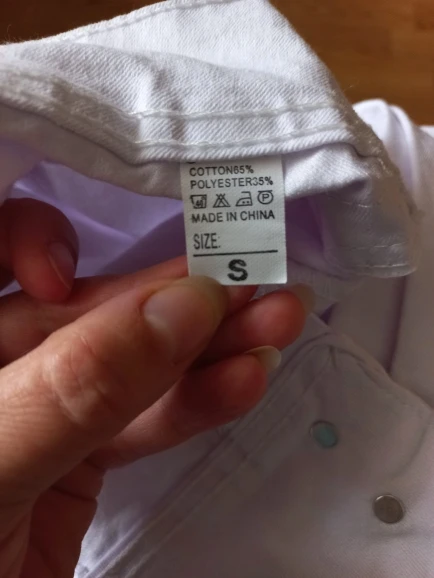 COTTON65%
POLYESTER35%
MADE IN CHINA
SIZE:
S